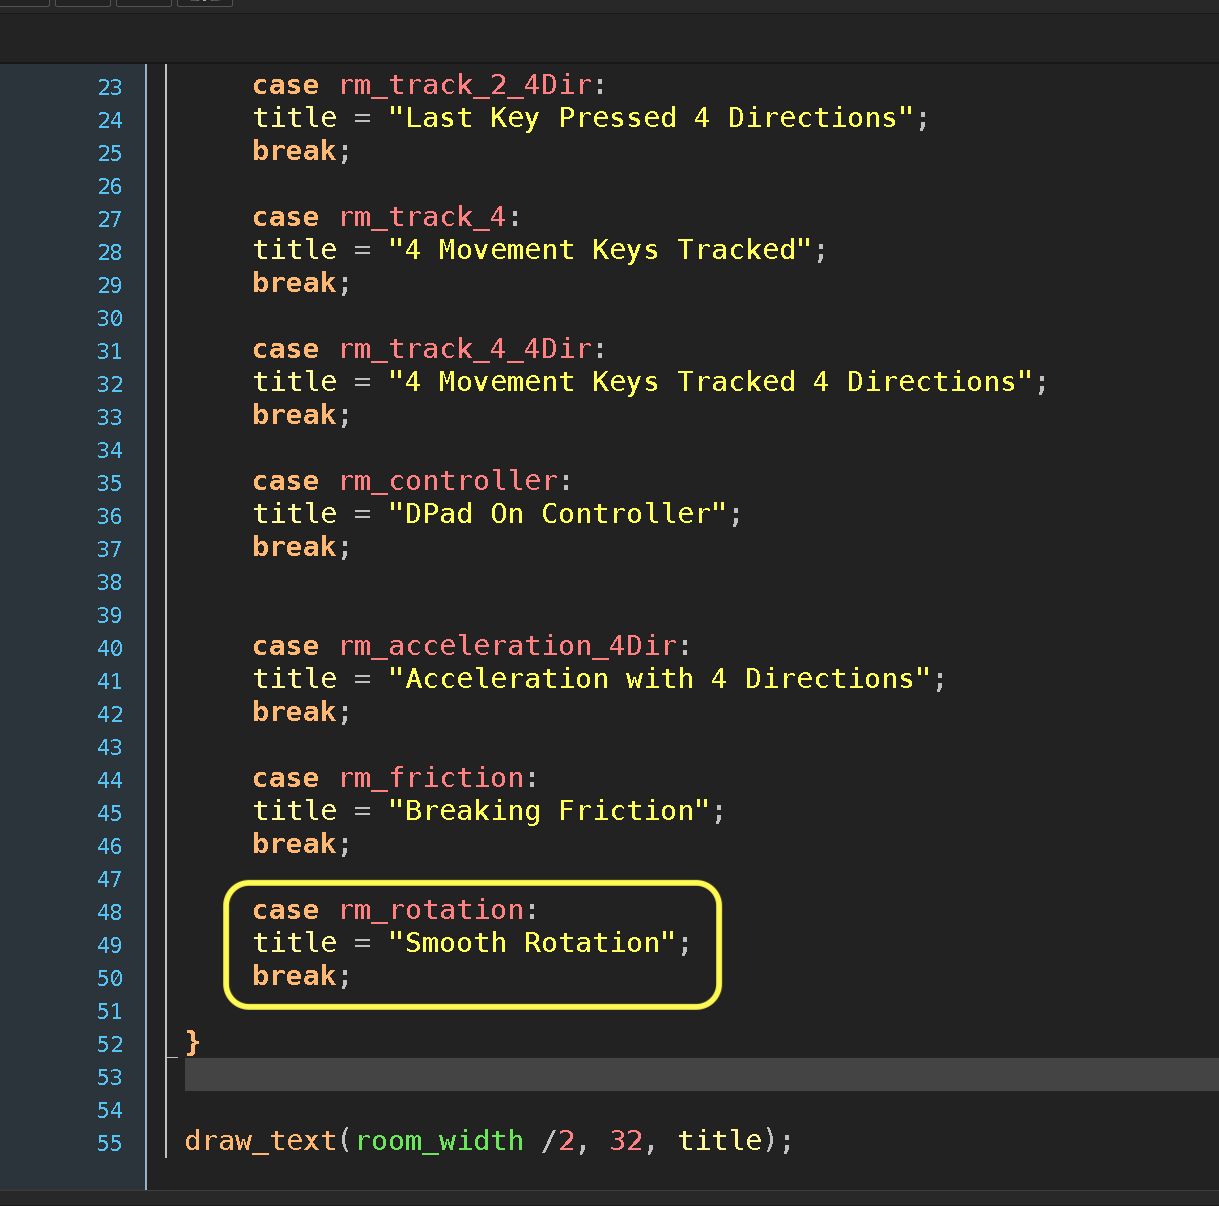 23 case rm_track_2_4Dir:
24 title = "Last Key Pressed 4 Directions";
25 break;
26
27 case rm_track_4:
28 title = "4 Movement Keys Tracked";
29 break;
30
31 case rm_track_4_4Dir:
32 title = "4 Movement Keys Tracked 4 Directions";
33 break;
34
35 case rm_controller:
36 title = "DPad On Controller";
37 break;
38
39
40 case rm_acceleration_4Dir:
41 title = "Acceleration with 4 Directions";
42 break;
43
44 case rm_friction:
45 title = "Breaking Friction";
46 break;
47
48 case rm_rotation:
49 title = "Smooth Rotation";
50 break;
51
52 }
53
54
55 draw_text(room_width /2, 32, title);